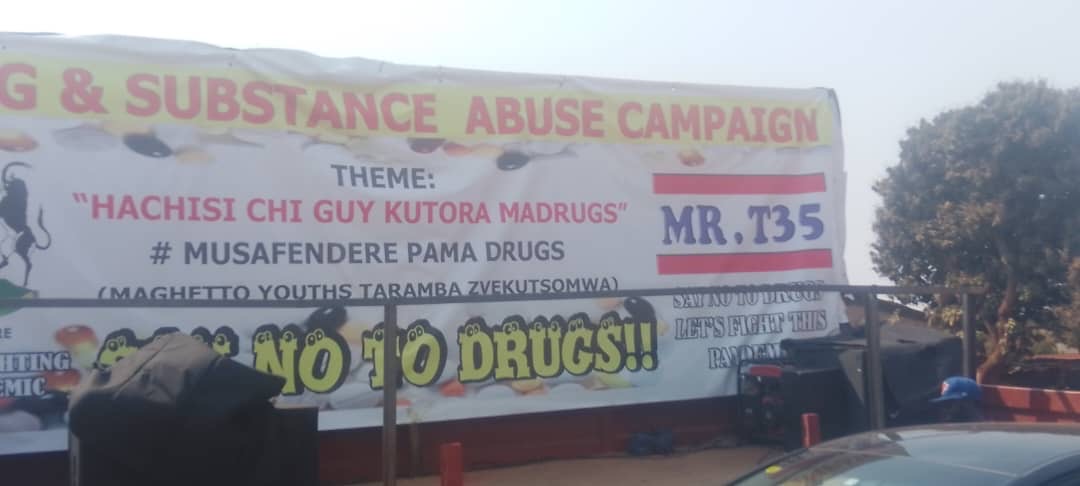 G & SUBSTANCE ABUSE CAMPAIGN
THEME:
"HACHISI CHI GUY KUTORA MADRUGS"
# MUSAFENDERE PAMA DRUGS
(MAGHETTO YOUTHS TARAMBA ZVEKUTSOMWA)
NO TO DRUGS!!
MR.T35
SAY NO TO DRUGS
LET'S FIGHT THIS